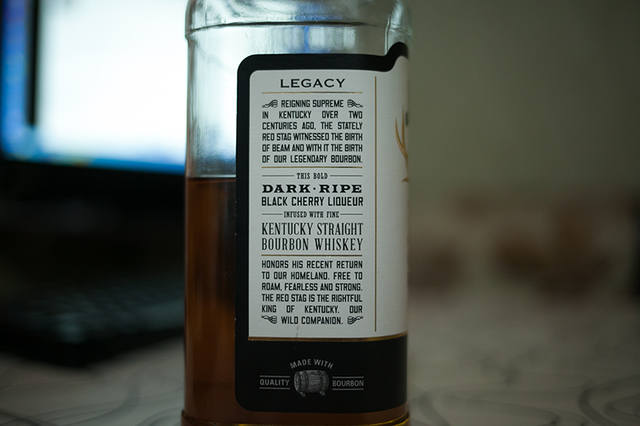 LEGACY
REIGNING SUPREME
IN KENTUCKY OVER TWO
CENTURIES AGO, THE STATELY
RED STAG WITNESSED THE BIRTH
OF BEAM AND WITH IT THE BIRTH
OF OUR LEGENDARY BOURBON.
THIS BOLD
DARK·RIPE
BLACK CHERRY LIQUEUR
INFUSED WITH FINE
KENTUCKY STRAIGHT
BOURBON WHISKEY
HONORS HIS RECENT RETURN
TO OUR HOMELAND. FREE TO
ROAM, FEARLESS AND STRONG.
THE RED STAG IS THE RIGHTFUL
KING OF KENTUCKY. OUR
WILD COMPANION.
MADE WITH
QUALITY BOURBON